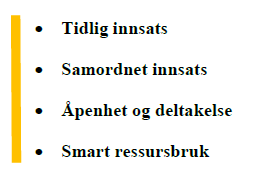 • Tidlig innsats
• Samordnet innsats
• Åpenhet og deltakelse
• Smart ressursbruk